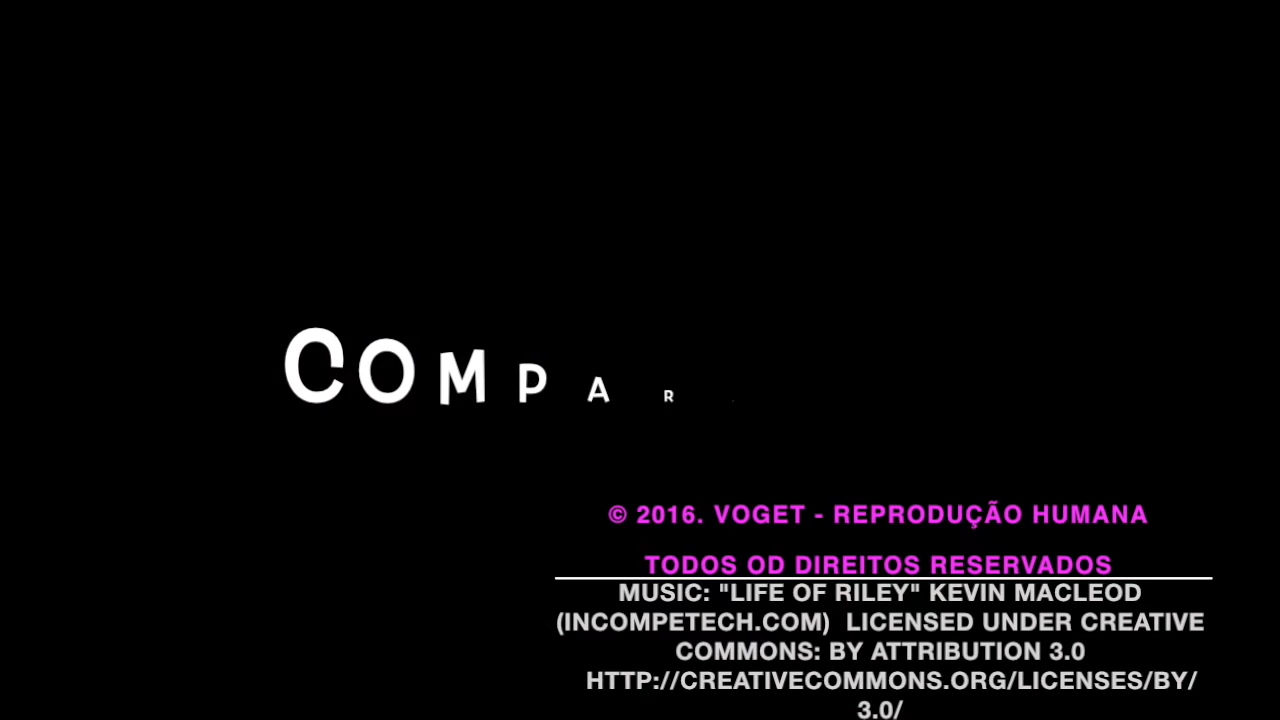 COMPAR
© 2016. VOGET - REPRODUÇÃO HUMANA
TODOS OD DIREITOS RESERVADOS
MUSIC: "LIFE OF RILEY" KEVIN MACLEOD
(INCOMPETECH.COM)  LICENSED UNDER CREATIVE
COMMONS: BY ATTRIBUTION 3.0
HTTP://CREATIVECOMMONS.ORG/LICENSES/BY/
3.0/